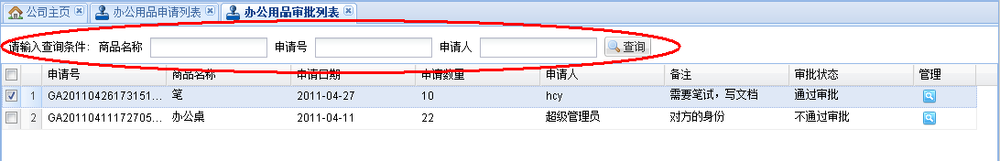 公司主页 办公用品申请列表 办公用品审批列表
请输入查询条件: 商品名称 申请号 申请人 查询
申请号 商品名称 申请日期 申请数量 申请人 备注 审批状态 管理
1 GA20110426173151... 笔 2011-04-27 10 hcy 需要笔试，写文档 通过审批
2 GA20110411172705... 办公桌 2011-04-11 22 超级管理员 对方的身份 不通过审批